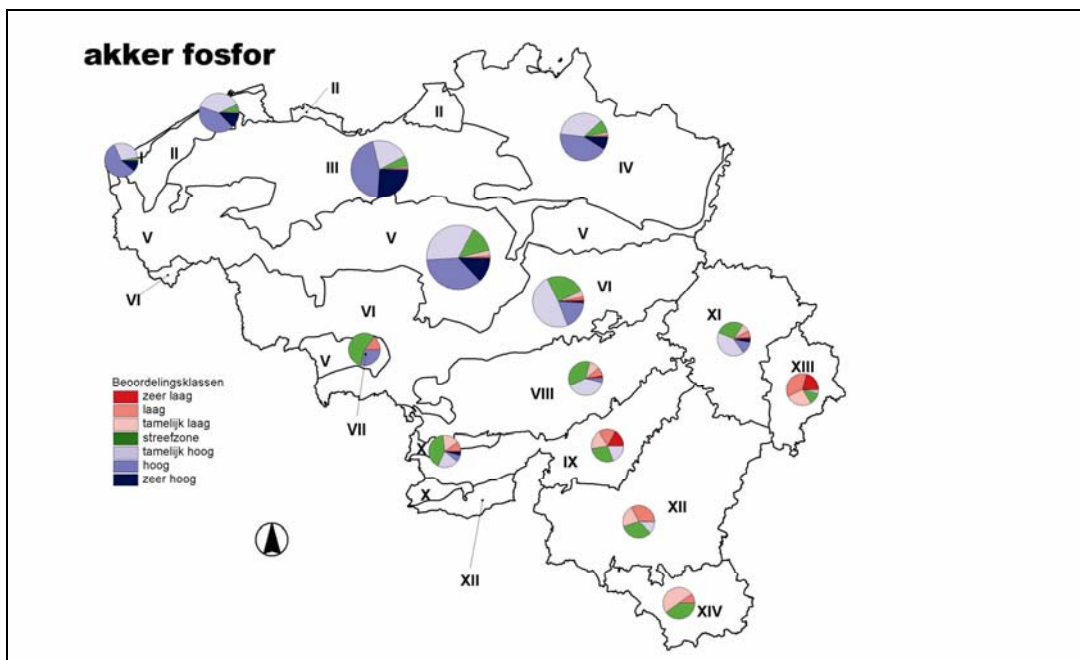 akker fosfor
II
II
I
II
III
IV
V
V
V
VI
VI
VI
XI
V
XIII
VIII
VII
Beoordelingsklassen
zeer laag
laag
tamelijk laag
streefzone
tamelijk hoog
hoog
zeer hoog
X
IX
X
XII
XII
XIV